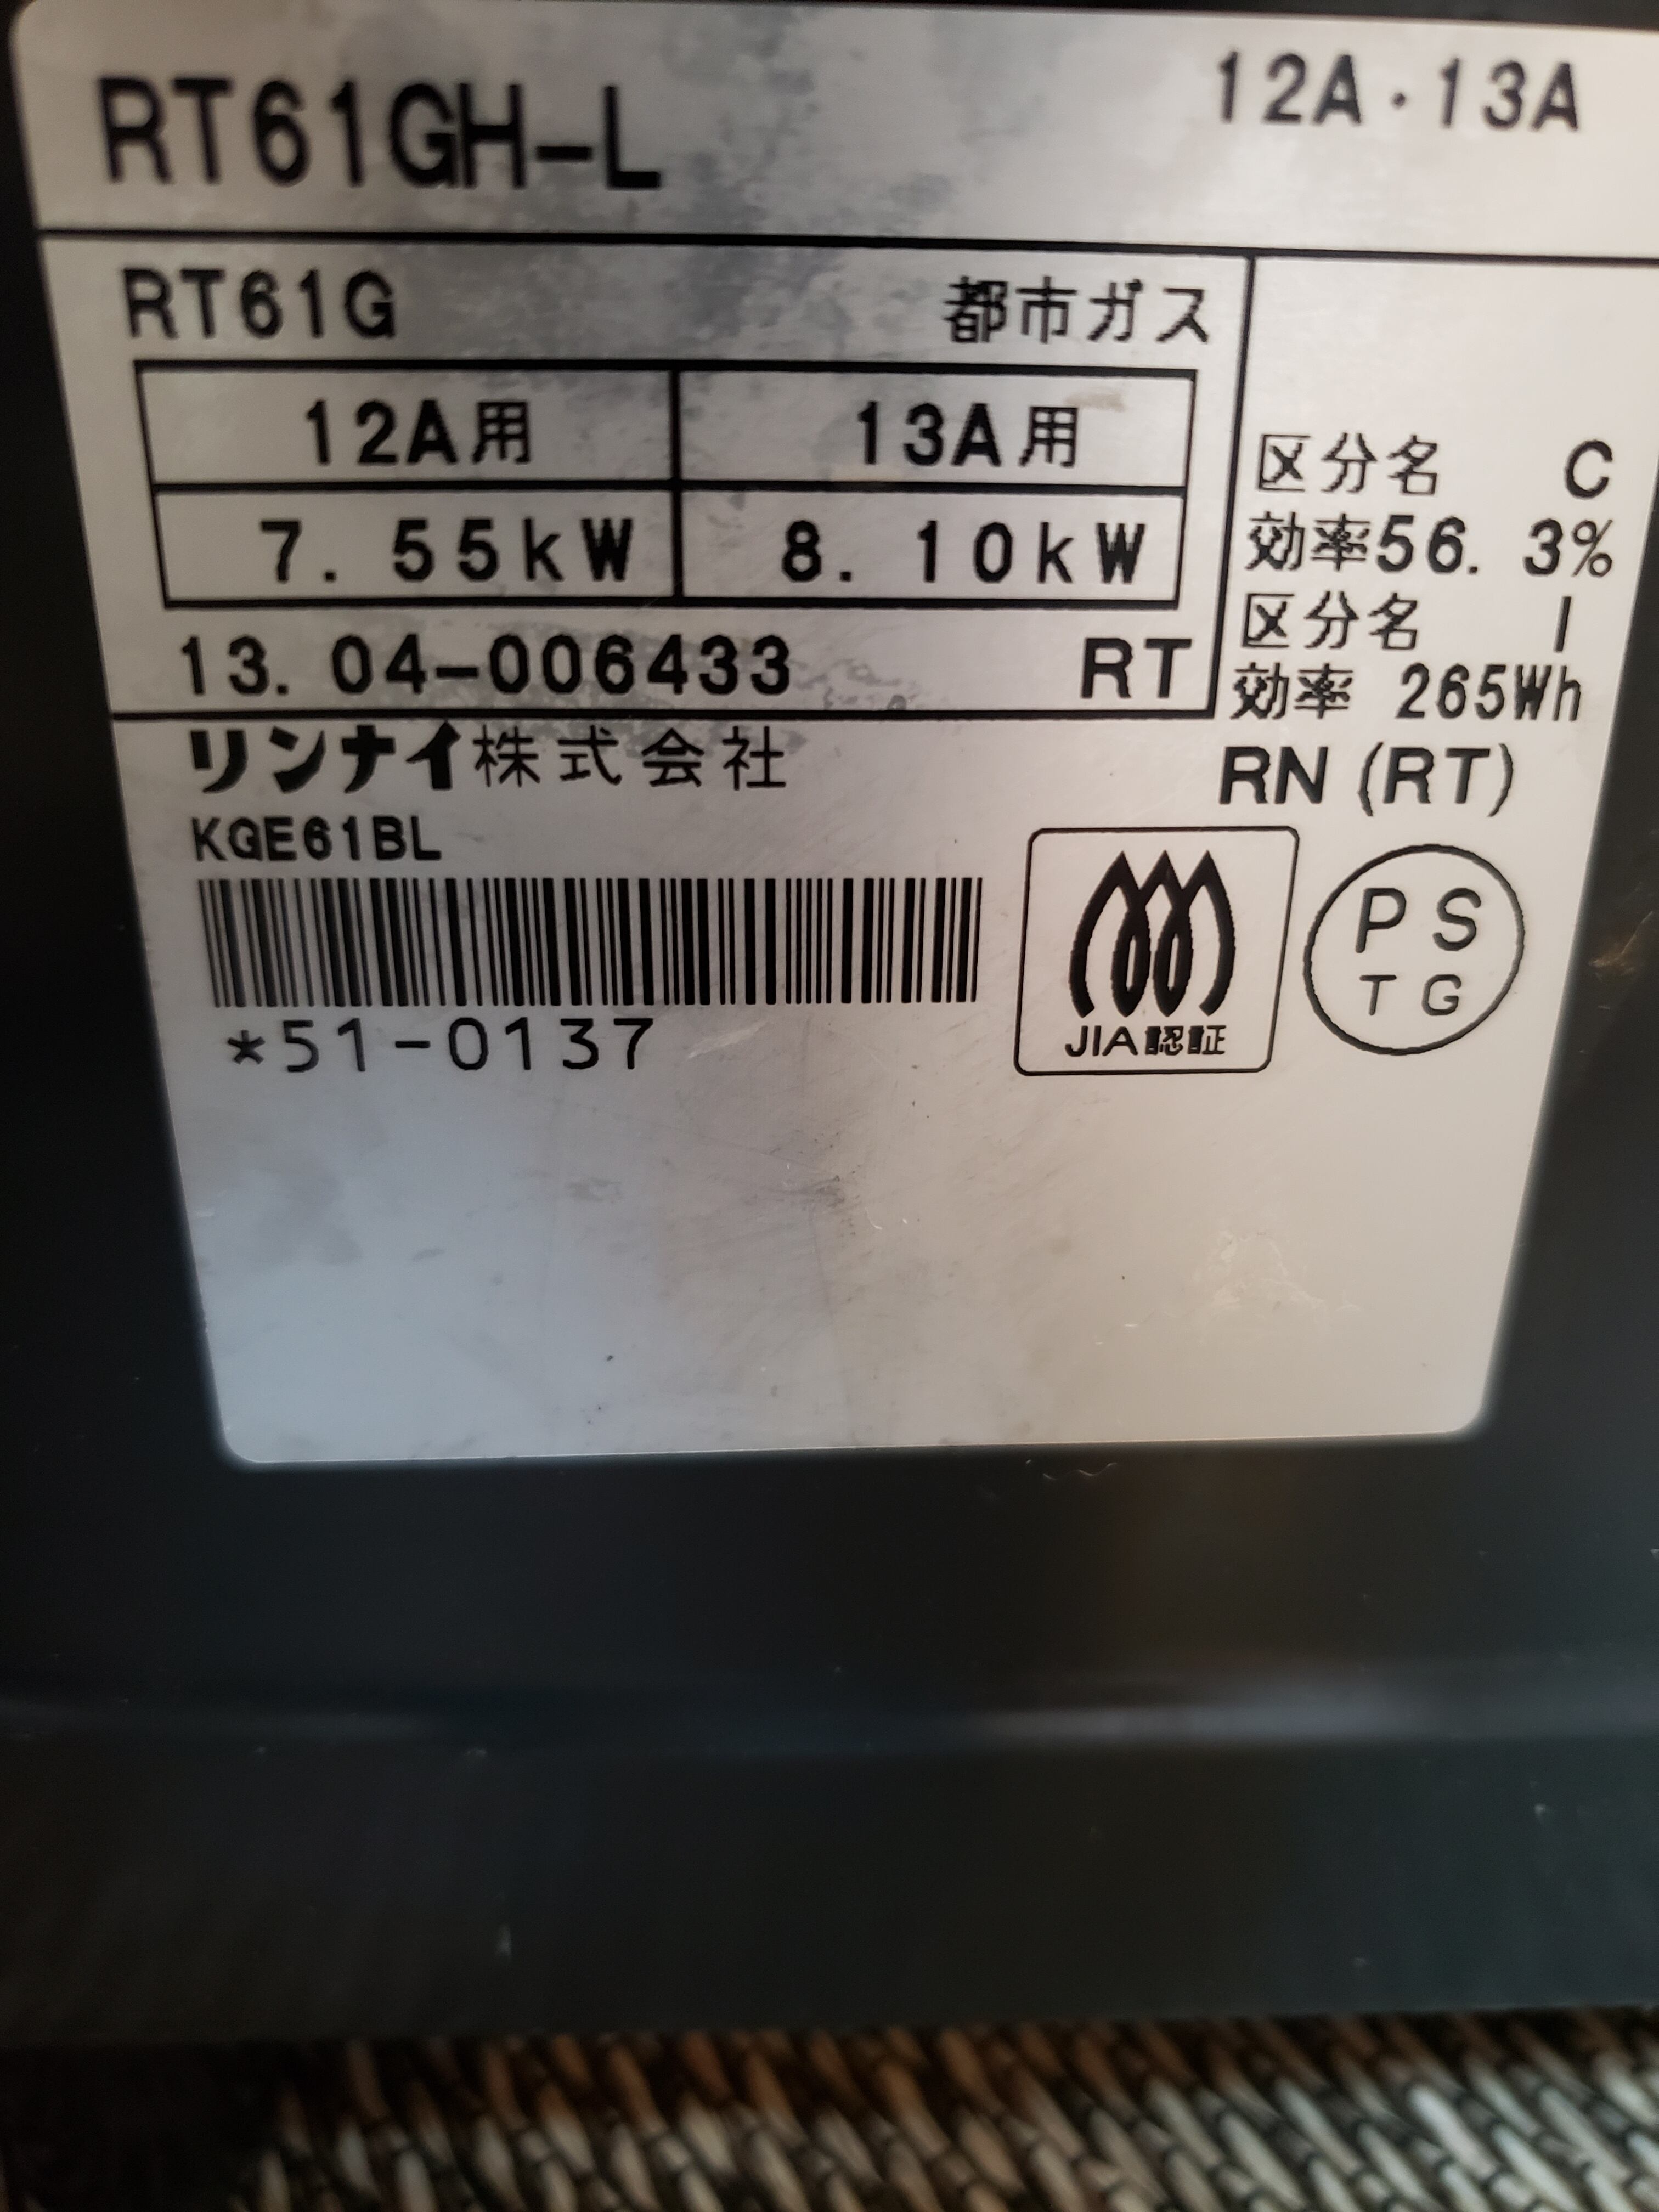 RT61GH-L 12A・13A
RT61G 都市ガス
12A用 13A用
7.55kW 8.10kW
13.04-006433 RT
区分名 C
効率56.3%
区分名 I
効率 265Wh
リンナイ株式会社 RN(RT)
KGE61BL
*51-0137
JIA認証
PS
TG